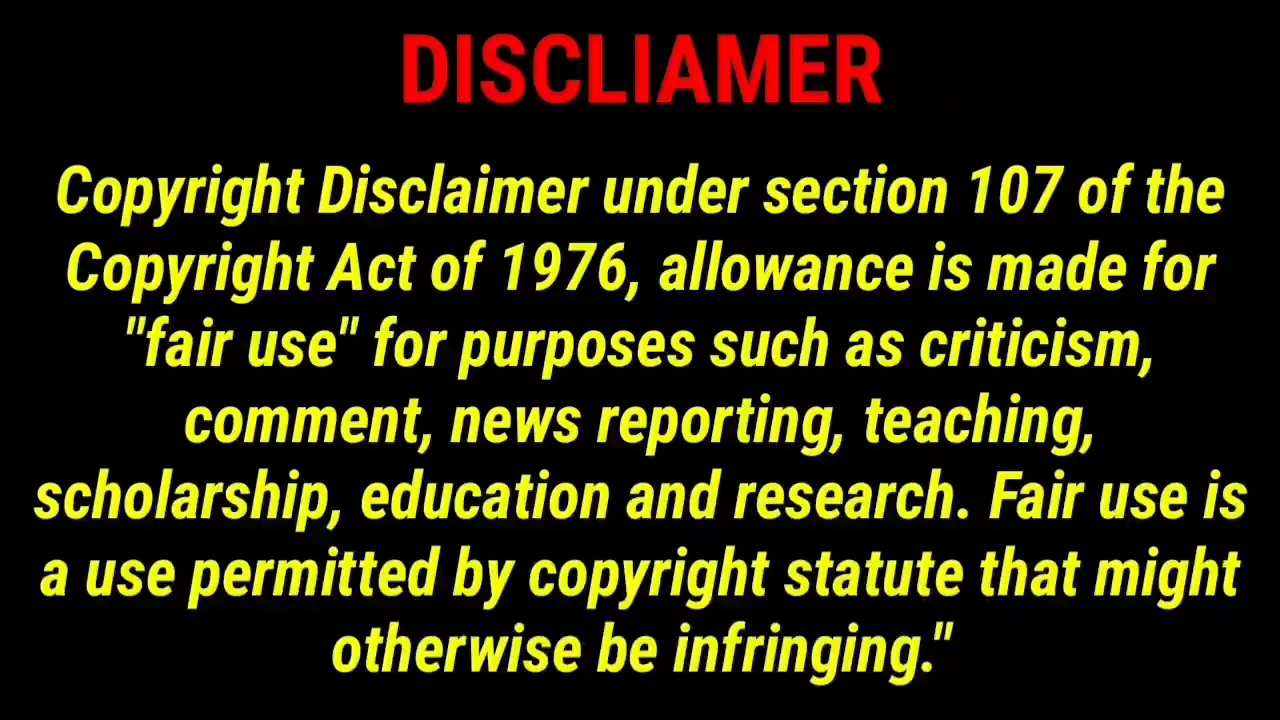 DISCLIAMER
Copyright Disclaimer under section 107 of the
Copyright Act of 1976, allowance is made for
"fair use" for purposes such as criticism,
comment, news reporting, teaching,
scholarship, education and research. Fair use is
a use permitted by copyright statute that might
otherwise be infringing."